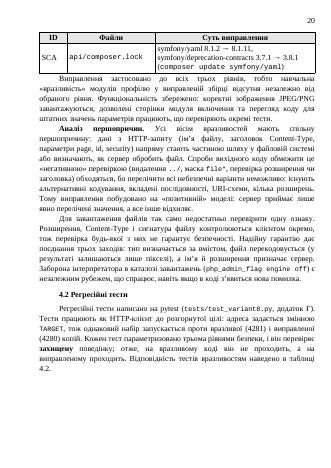 20
ID Файли Суть виправлення
SCA api/composer.lock symfony/yaml 8.1.2 → 8.1.11,
symfony/deprecation-contracts 3.7.1 → 3.8.1
(composer update symfony/yaml)
Виправлення застосовано до всіх трьох рівнів, тобто навчальна
«вразливість» модулів профілю у виправленій збірці відсутня незалежно від
обраного рівня. Функціональність збережено: коректні зображення JPEG/PNG
завантажуються, дозволені сторінки модуля включення та перегляд коду для
штатних значень параметрів працюють, що перевіряють окремі тести.
Аналіз першопричин. Усі вісім вразливостей мають спільну
першопричину: дані з HTTP-запиту (ім'я файлу, заголовок Content-Type,
параметри page, id, security) напряму стають частиною шляху у файловій системі
або визначають, як сервер обробить файл. Спроби вихідного коду обмежити це
«негативною» перевіркою (видалення ../, маска file*, перевірка розширення чи
заголовка) обходяться, бо перелічити всі небезпечні варіанти неможливо: існують
альтернативні кодування, вкладені послідовності, URI-схеми, кілька розширень.
Тому виправлення побудовано на «позитивній» моделі: сервер приймає лише
явно перелічені значення, а все інше відхиляє.
Для завантаження файлів так само недостатньо перевірити одну ознаку.
Розширення, Content-Type і сигнатура файлу контролюються клієнтом окремо,
тож перевірка будь-якої з них не гарантує безпечності. Надійну гарантію дає
поєднання трьох заходів: тип визначається за вмістом, файл перекодовується (у
результаті залишаються лише пікселі), а ім'я й розширення призначає сервер.
Заборона інтерпретатора в каталозі завантажень (php_admin_flag engine off) є
незалежним рубежем, що спрацює, навіть якщо в коді з'явиться нова помилка.
4.2 Регресійні тести
Регресійні тести написано на pytest (tests/test_variant8.py, додаток Г).
Тести працюють як HTTP-клієнт до розгорнутої цілі: адреса задається змінною
TARGET, тож однаковий набір запускається проти вразливої (4281) і виправленої
(4280) копій. Кожен тест параметризовано трьома рівнями безпеки, і він перевіряє
захищену поведінку; отже, на вразливому коді він не проходить, а на
виправленому проходить. Відповідність тестів вразливостям наведено в таблиці
4.2.